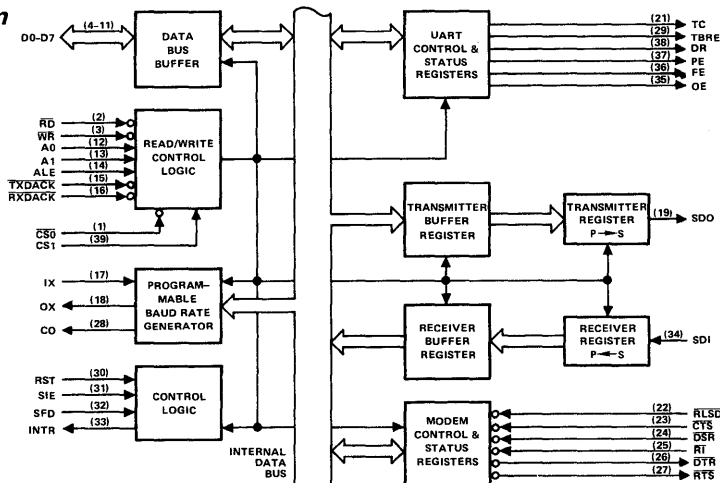 m
D0-D7
(4-11)
DATA
BUS
BUFFER
UART
CONTROL &
STATUS
REGISTERS
(21) TC
(29) TBRE
(38) DR
(37) PE
(36) FE
(35) OE
RD (2)
WR (3)
A0 (12)
A1 (13)
ALE (14)
TXDACK (15)
RXDACK (16)
READ/WRITE
CONTROL
LOGIC
CS0 (1)
CS1 (39)
TRANSMITTER
BUFFER
REGISTER
TRANSMITTER
REGISTER
P→S
(19) SDO
IX (17)
OX (18)
CO (28)
PROGRAM-
MABLE
BAUD RATE
GENERATOR
RECEIVER
BUFFER
REGISTER
RECEIVER
REGISTER
P←S
(34) SDI
RST (30)
SIE (31)
SFD (32)
INTR (33)
CONTROL
LOGIC
INTERNAL
DATA
BUS
MODEM
CONTROL &
STATUS
REGISTERS
(22) RLSD
(23) CTS
(24) DSR
(25) RI
(26) DTR
(27) RTS